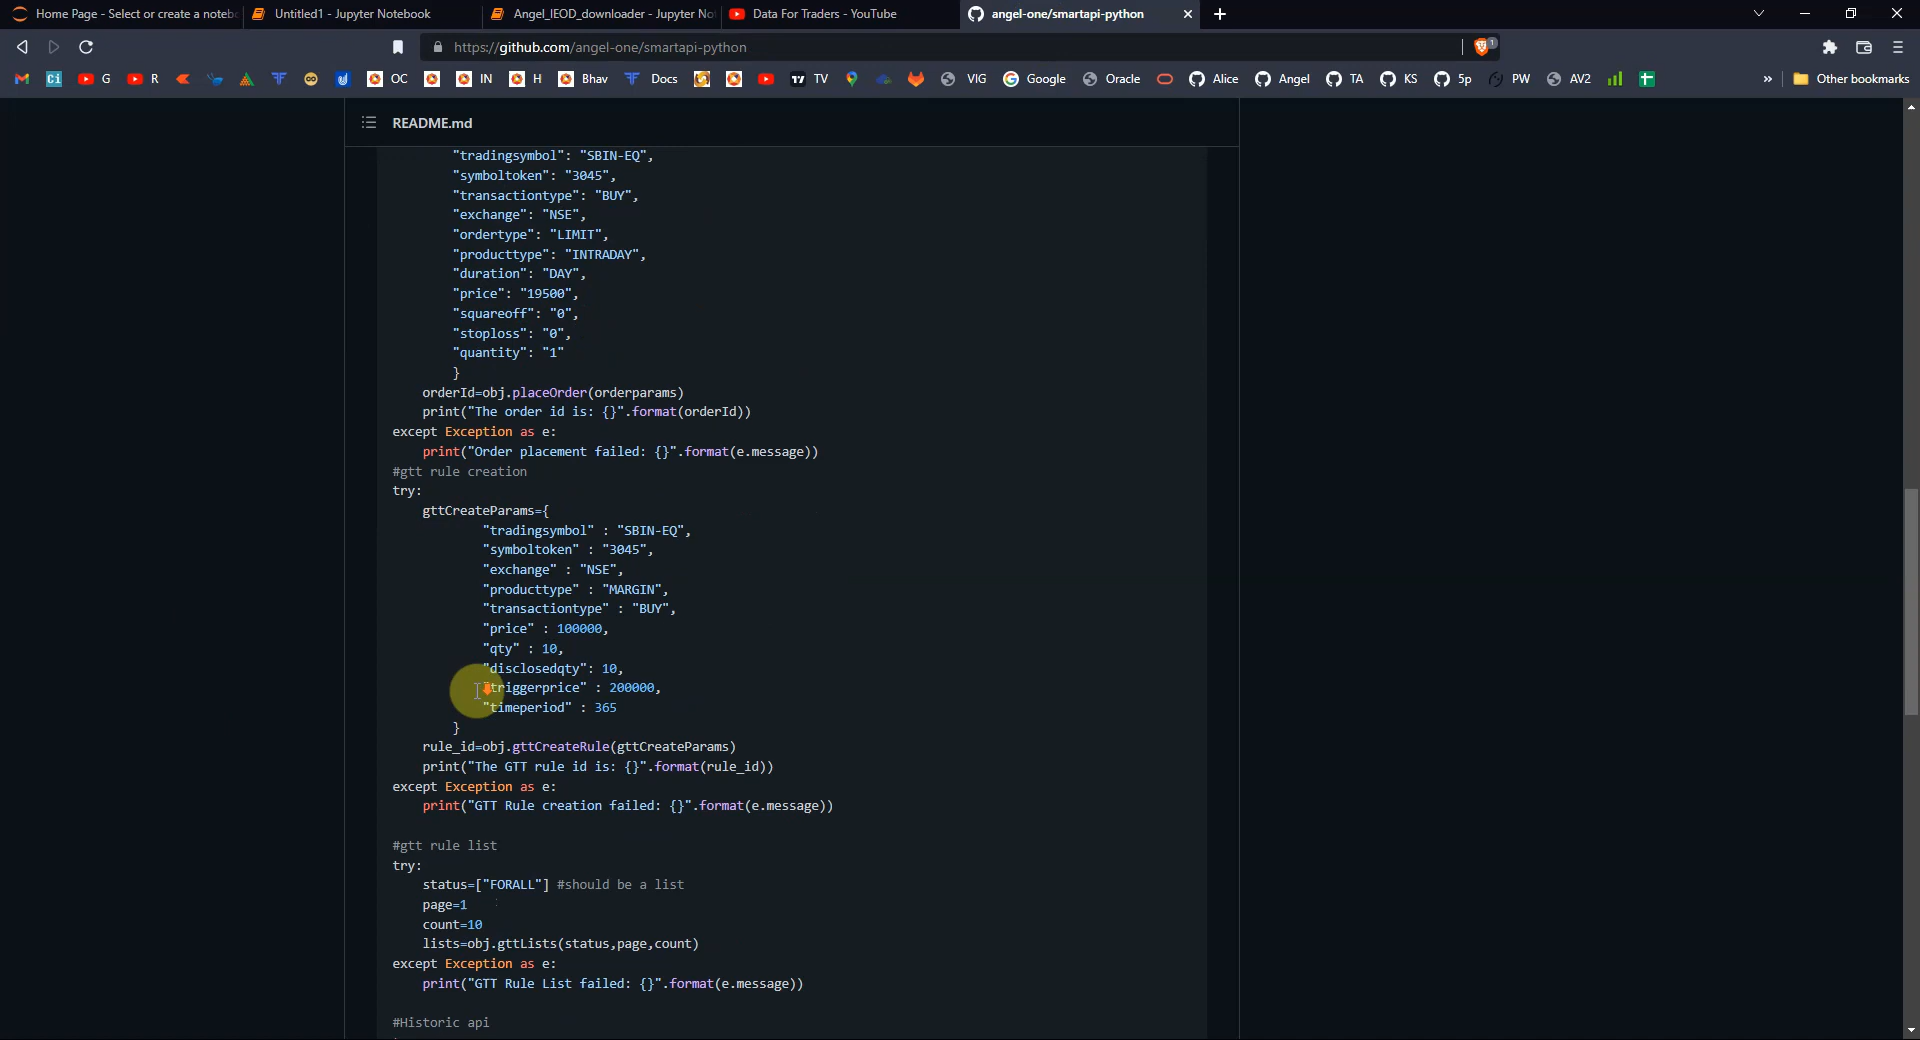 Home Page - Select or create a noteb
Untitled1 - Jupyter Notebook
Angel_IEOD_downloader - Jupyter No
Data For Traders - YouTube
angel-one/smartapi-python
https://github.com/angel-one/smartapi-python
1
Ci
G
R
OC
IN
H
Bhav
Docs
TV
VIG
Google
Oracle
Alice
Angel
TA
KS
5p
PW
AV2
»
Other bookmarks
README.md
"tradingsymbol": "SBIN-EQ",
"symboltoken": "3045",
"transactiontype": "BUY",
"exchange": "NSE",
"ordertype": "LIMIT",
"producttype": "INTRADAY",
"duration": "DAY",
"price": "19500",
"squareoff": "0",
"stoploss": "0",
"quantity": "1"
}
orderId=obj.placeOrder(orderparams)
print("The order id is: {}".format(orderId))
except Exception as e:
print("Order placement failed: {}".format(e.message))
#gtt rule creation
try:
gttCreateParams={
"tradingsymbol" : "SBIN-EQ",
"symboltoken" : "3045",
"exchange" : "NSE",
"producttype" : "MARGIN",
"transactiontype" : "BUY",
"price" : 100000,
"qty" : 10,
"disclosedqty": 10,
"triggerprice" : 200000,
"timeperiod" : 365
}
rule_id=obj.gttCreateRule(gttCreateParams)
print("The GTT rule id is: {}".format(rule_id))
except Exception as e:
print("GTT Rule creation failed: {}".format(e.message))
#gtt rule list
try:
status=["FORALL"] #should be a list
page=1
count=10
lists=obj.gttLists(status,page,count)
except Exception as e:
print("GTT Rule List failed: {}".format(e.message))
#Historic api